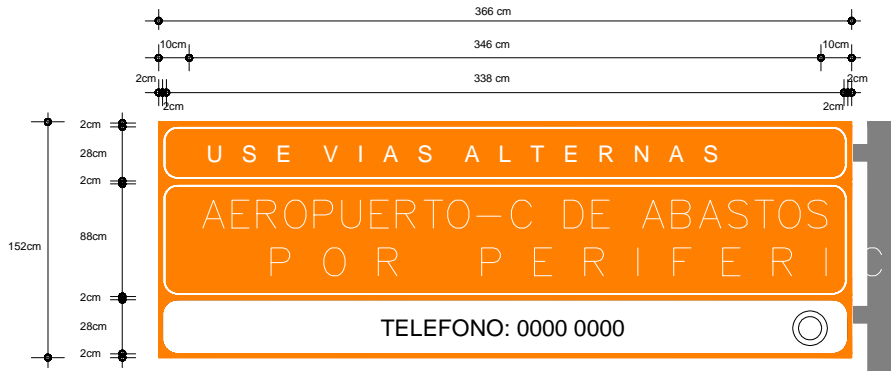 366 cm
10cm 346 cm 10cm
2cm 338 cm 2cm
2cm 2cm
2cm
28cm
2cm
88cm
152cm
2cm
28cm
2cm
USE VIAS ALTERNAS
AEROPUERTO-C DE ABASTOS
POR PERIFERIC
TELEFONO: 0000 0000